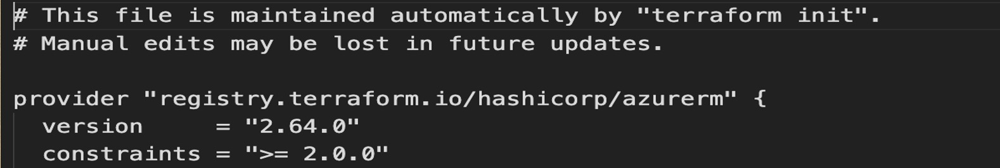 # This file is maintained automatically by "terraform init".
# Manual edits may be lost in future updates.

provider "registry.terraform.io/hashicorp/azurerm" {
  version     = "2.64.0"
  constraints = ">= 2.0.0"